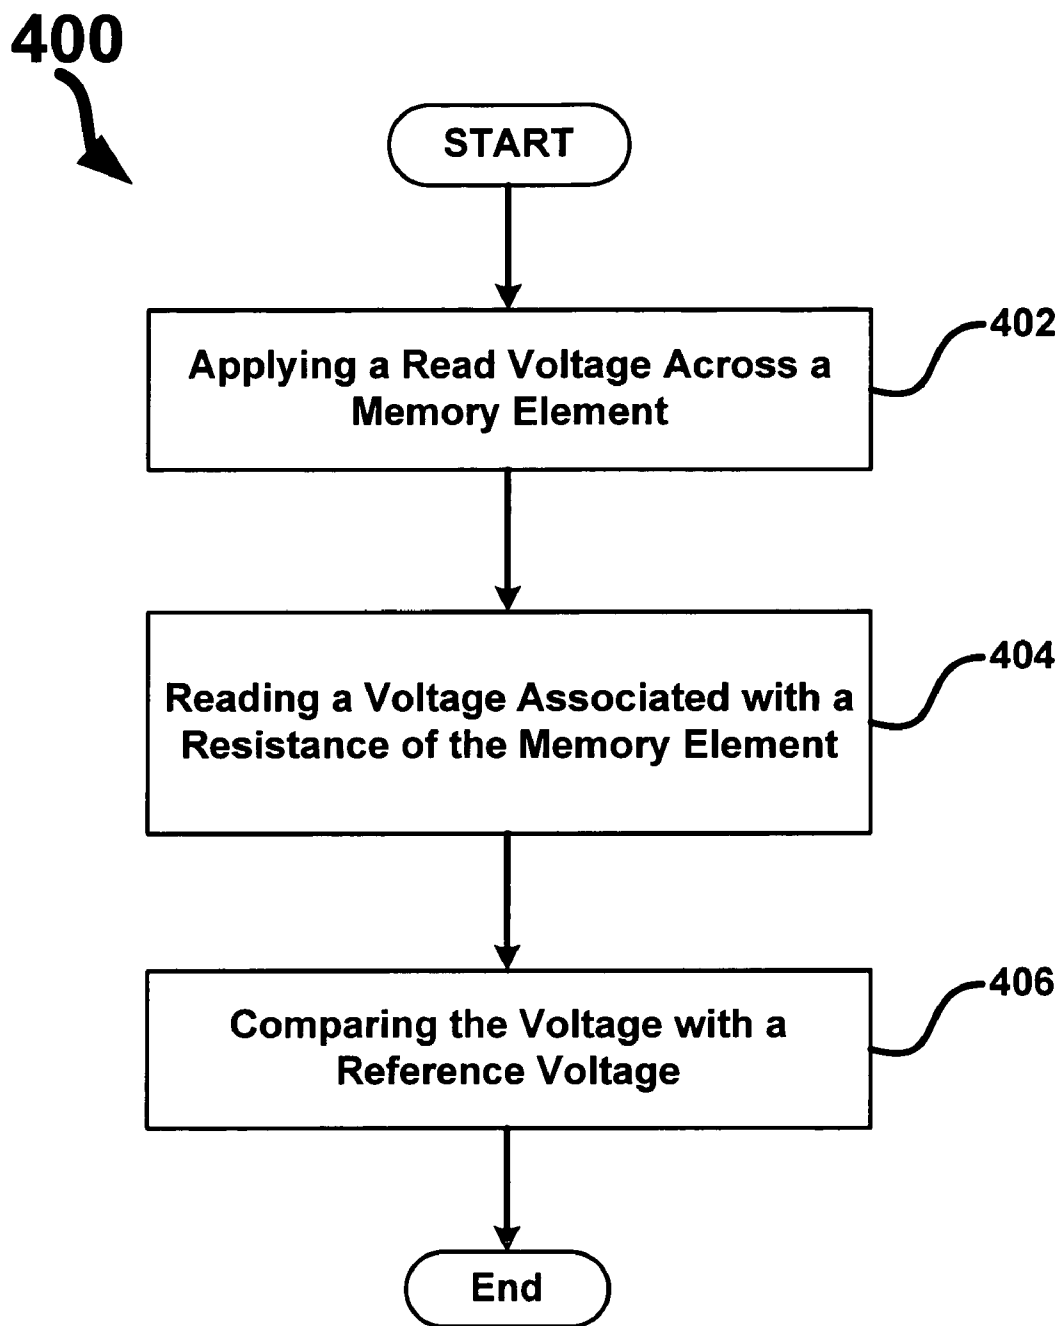 400
START
Applying a Read Voltage Across a
Memory Element
402
Reading a Voltage Associated with a
Resistance of the Memory Element
404
Comparing the Voltage with a
Reference Voltage
406
End